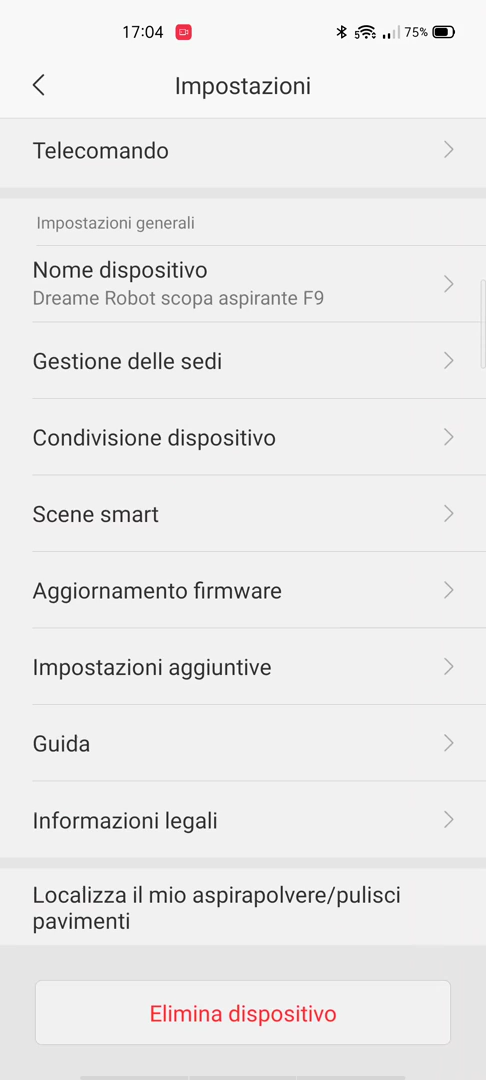 17:04
75%
Impostazioni
Telecomando
Impostazioni generali
Nome dispositivo
Dreame Robot scopa aspirante F9
Gestione delle sedi
Condivisione dispositivo
Scene smart
Aggiornamento firmware
Impostazioni aggiuntive
Guida
Informazioni legali
Localizza il mio aspirapolvere/pulisci
pavimenti
Elimina dispositivo